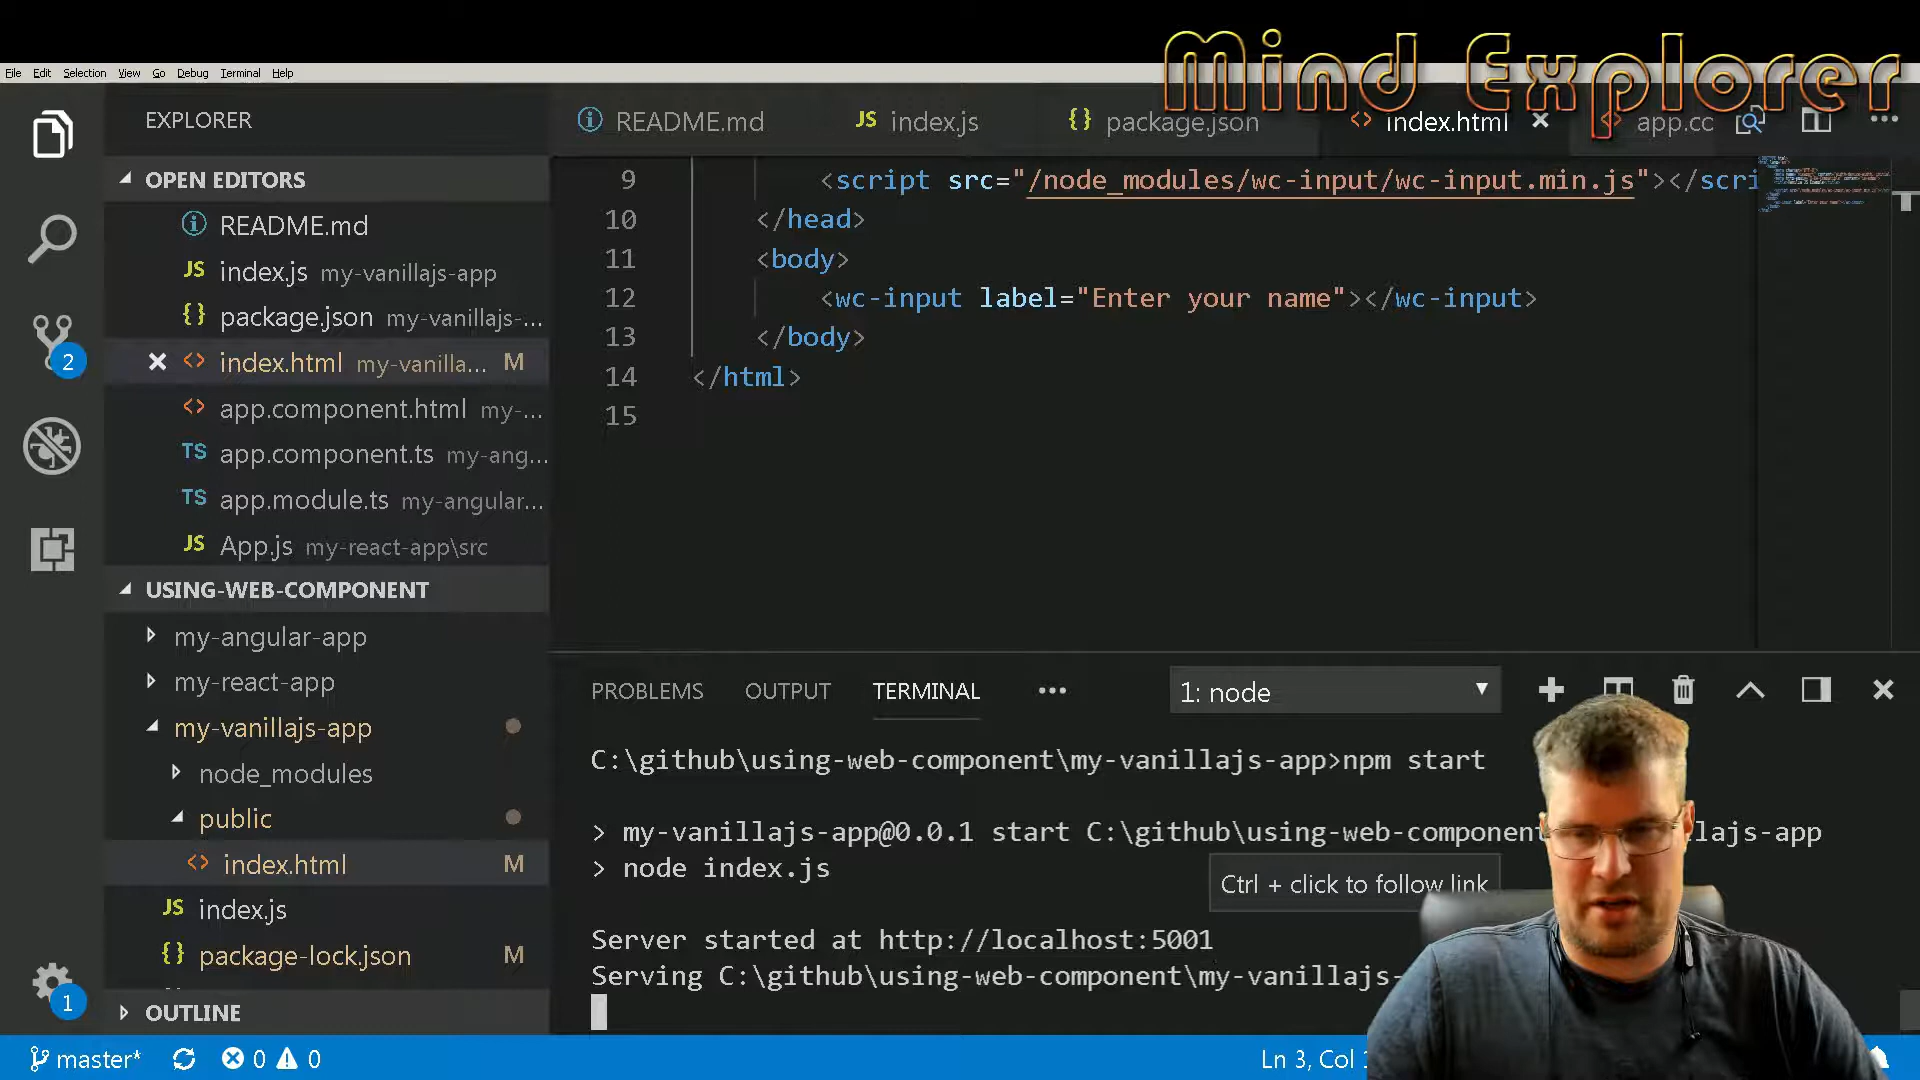 Mind Explorer
File Edit Selection View Go Debug Terminal Help
EXPLORER
README.md
index.js
package.json
index.html
OPEN EDITORS
README.md
JS index.js my-vanillajs-app
{} package.json my-vanillajs-...
<> index.html my-vanilla... M
<> app.component.html my-...
TS app.component.ts my-ang...
TS app.module.ts my-angular...
JS App.js my-react-app\src
USING-WEB-COMPONENT
my-angular-app
my-react-app
my-vanillajs-app
node_modules
public
<> index.html M
JS index.js
{} package-lock.json M
OUTLINE
9 <script src="/node_modules/wc-input/wc-input.min.js"></scri
10 </head>
11 <body>
12 <wc-input label="Enter your name"></wc-input>
13 </body>
14 </html>
15
PROBLEMS OUTPUT TERMINAL ... 1: node
C:\github\using-web-component\my-vanillajs-app>npm start
> my-vanillajs-app@0.0.1 start C:\github\using-web-component llajs-app
> node index.js
Ctrl + click to follow link
Server started at http://localhost:5001
Serving C:\github\using-web-component\my-vanillajs-
2
1
master* 0 0
Ln 3, Col